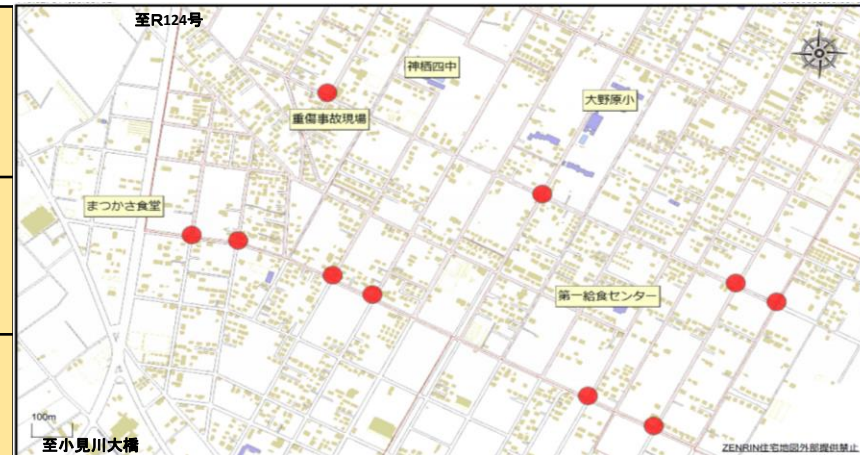 至R124号
神栖四中
大野原小
重傷事故現場
まつかさ食堂
第一給食センター
100m
至小見川大橋
ZENRIN住宅地図外部提供禁止